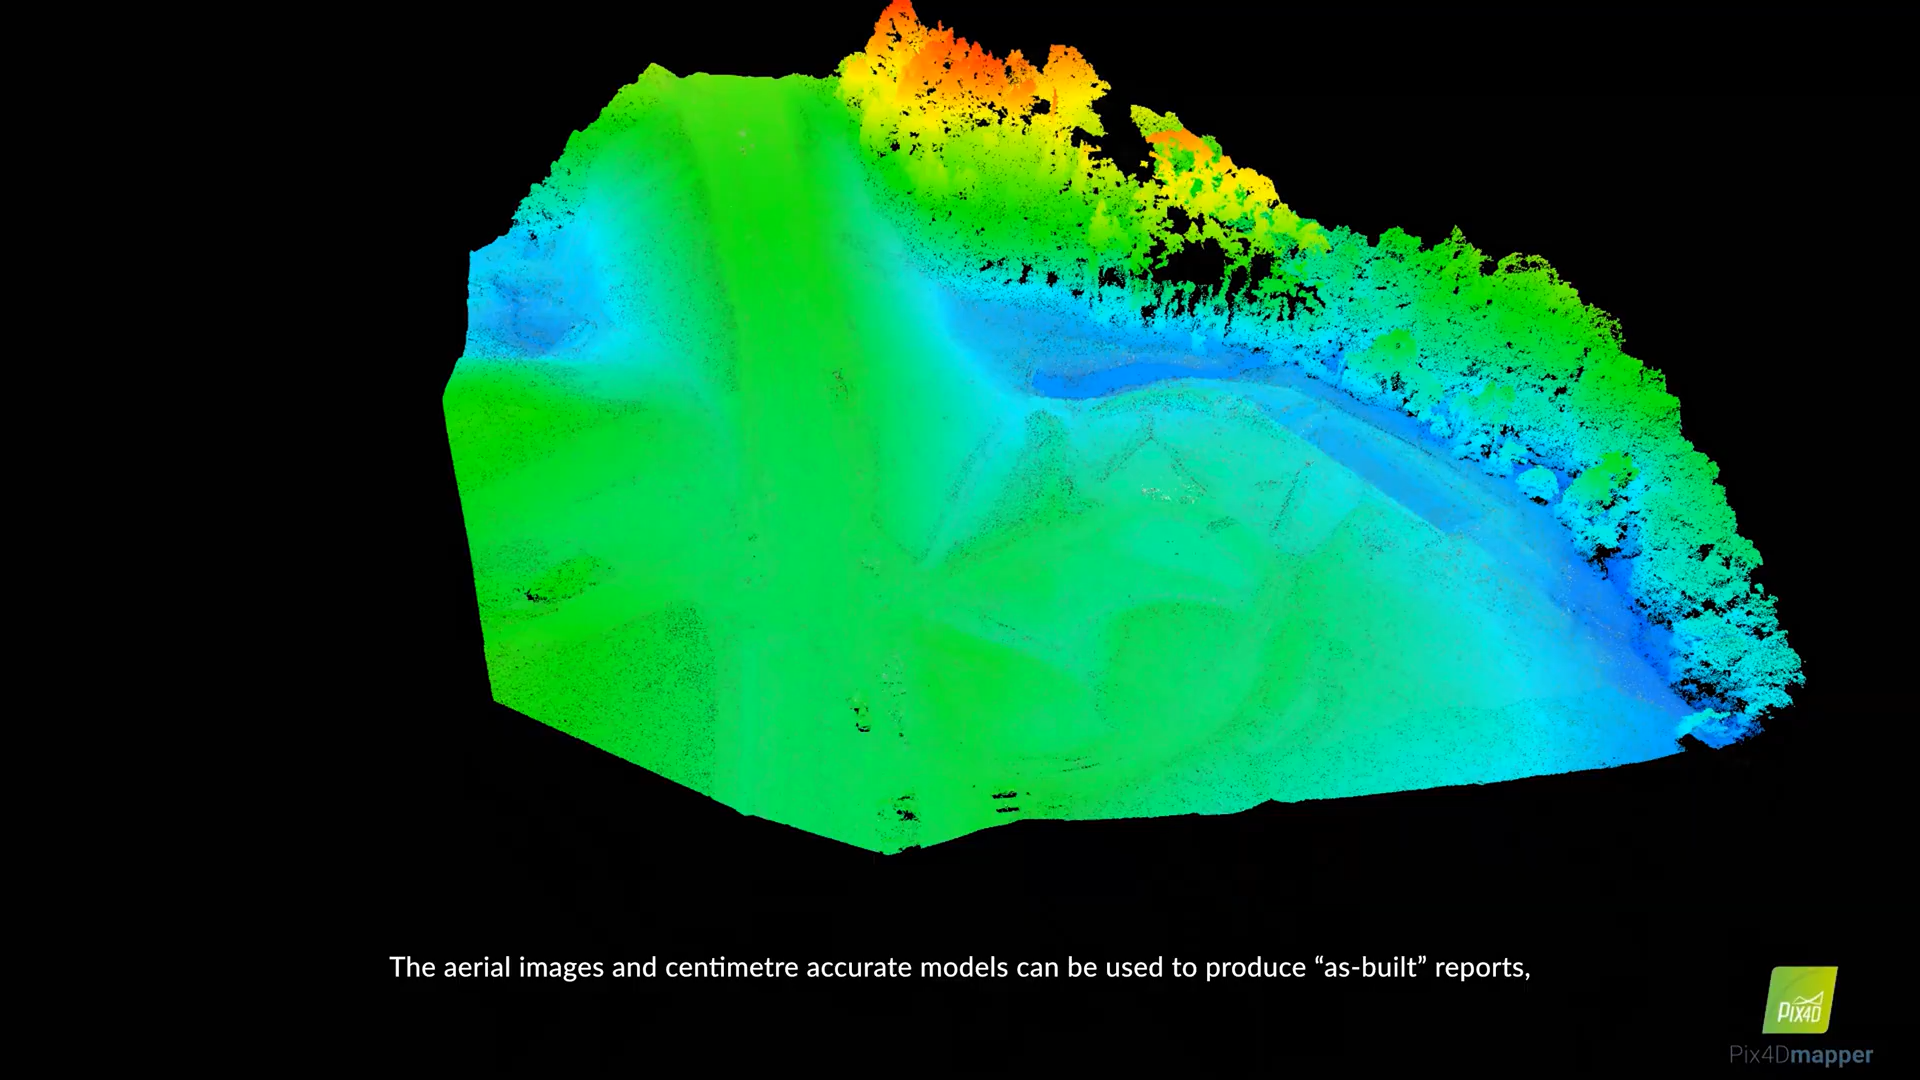 The aerial images and centimetre accurate models can be used to produce “as-built” reports,
PIX4D
Pix4Dmapper